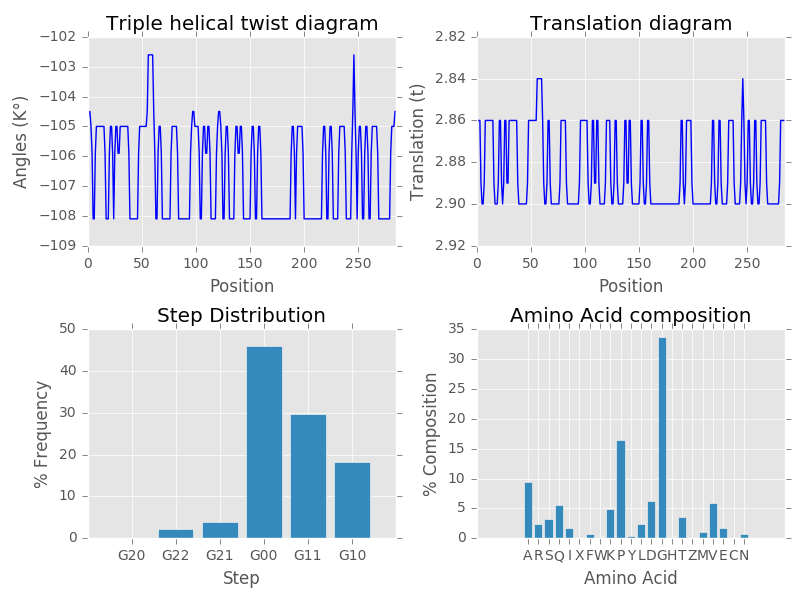 Triple helical twist diagram
Angles (K°)
−102
−103
−104
−105
−106
−107
−108
−109
0 50 100 150 200 250
Position
Translation diagram
Translation (t)
2.82
2.84
2.86
2.88
2.90
2.92
0 50 100 150 200 250
Position
Step Distribution
% Frequency
50
40
30
20
10
0
G20 G22 G21 G00 G11 G10
Step
Amino Acid composition
% Composition
35
30
25
20
15
10
5
0
A R S Q I X F W K P Y L D G H T Z M V E C N
Amino Acid